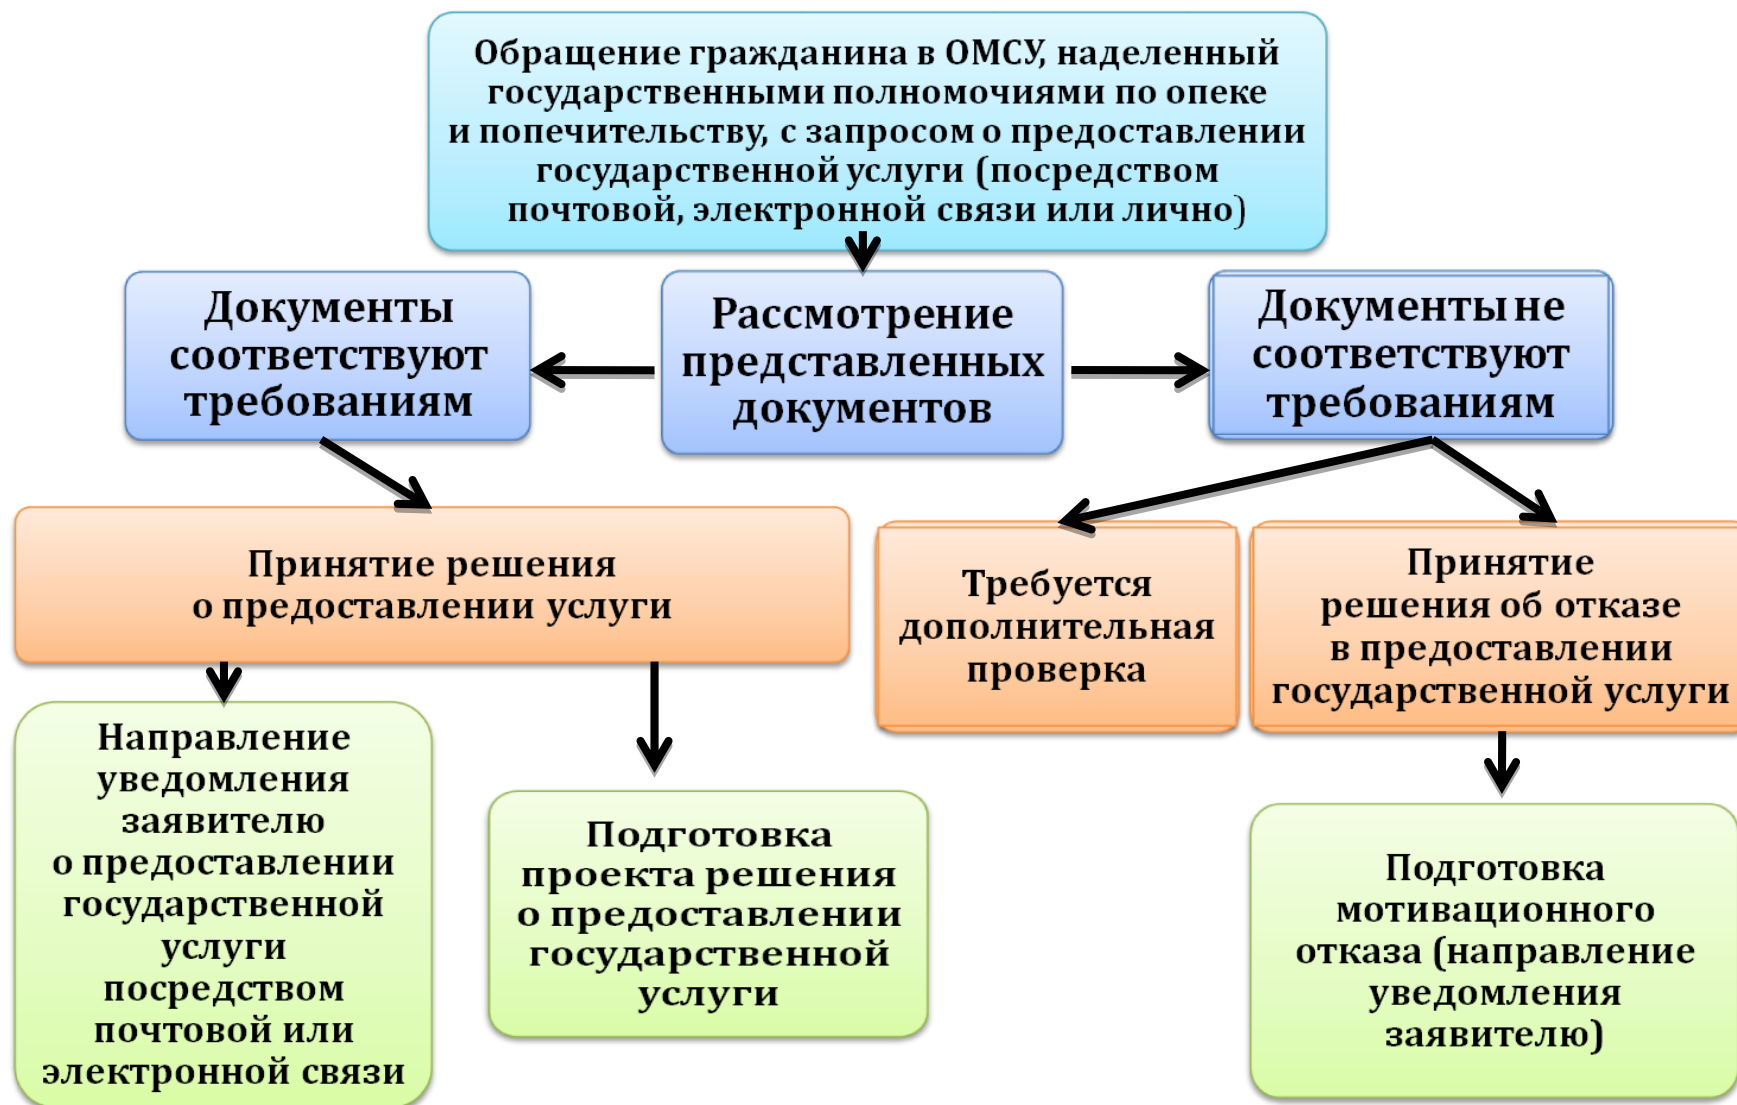 Обращение гражданина в ОМСУ, наделенный
государственными полномочиями по опеке
и попечительству, с запросом о предоставлении
государственной услуги (посредством
почтовой, электронной связи или лично)
Документы
соответствуют
требованиям
Рассмотрение
представленных
документов
Документы не
соответствуют
требованиям
Принятие решения
о предоставлении услуги
Требуется
дополнительная
проверка
Принятие
решения об отказе
в предоставлении
государственной услуги
Направление
уведомления
заявителю
о предоставлении
государственной
услуги
посредством
почтовой или
электронной связи
Подготовка
проекта решения
о предоставлении
государственной
услуги
Подготовка
мотивационного
отказа (направление
уведомления
заявителю)